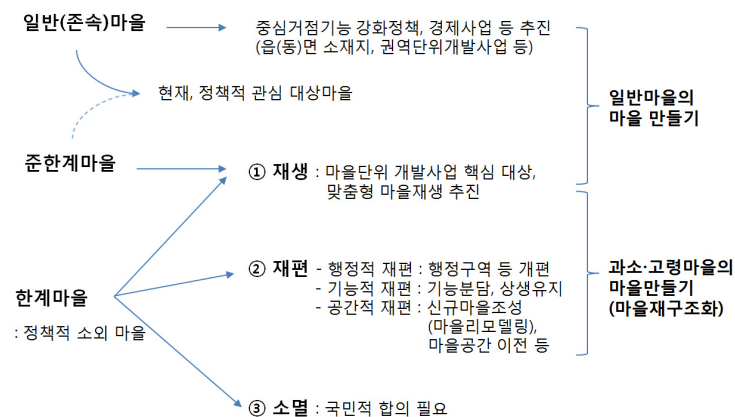 일반(존속)마을
중심거점기능 강화정책, 경제사업 등 추진
(읍(동)면 소재지, 권역단위개발사업 등)
현재, 정책적 관심 대상마을
일반마을의
마을 만들기
준한계마을
① 재생 : 마을단위 개발사업 핵심 대상,
맞춤형 마을재생 추진
한계마을
: 정책적 소외 마을
② 재편 - 행정적 재편 : 행정구역 등 개편
- 기능적 재편 : 기능분담, 상생유지
- 공간적 재편 : 신규마을조성
(마을리모델링),
마을공간 이전 등
과소·고령마을의
마을만들기
(마을재구조화)
③ 소멸 : 국민적 합의 필요